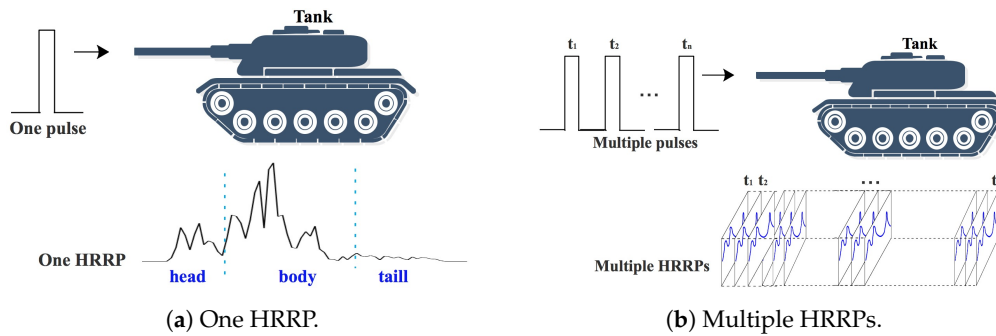 Tank
One pulse
One HRRP
head body taill
(a) One HRRP.
t1 t2 tn
Tank
...
Multiple pulses
t1 t2 ... t
Multiple HRRPs
(b) Multiple HRRPs.